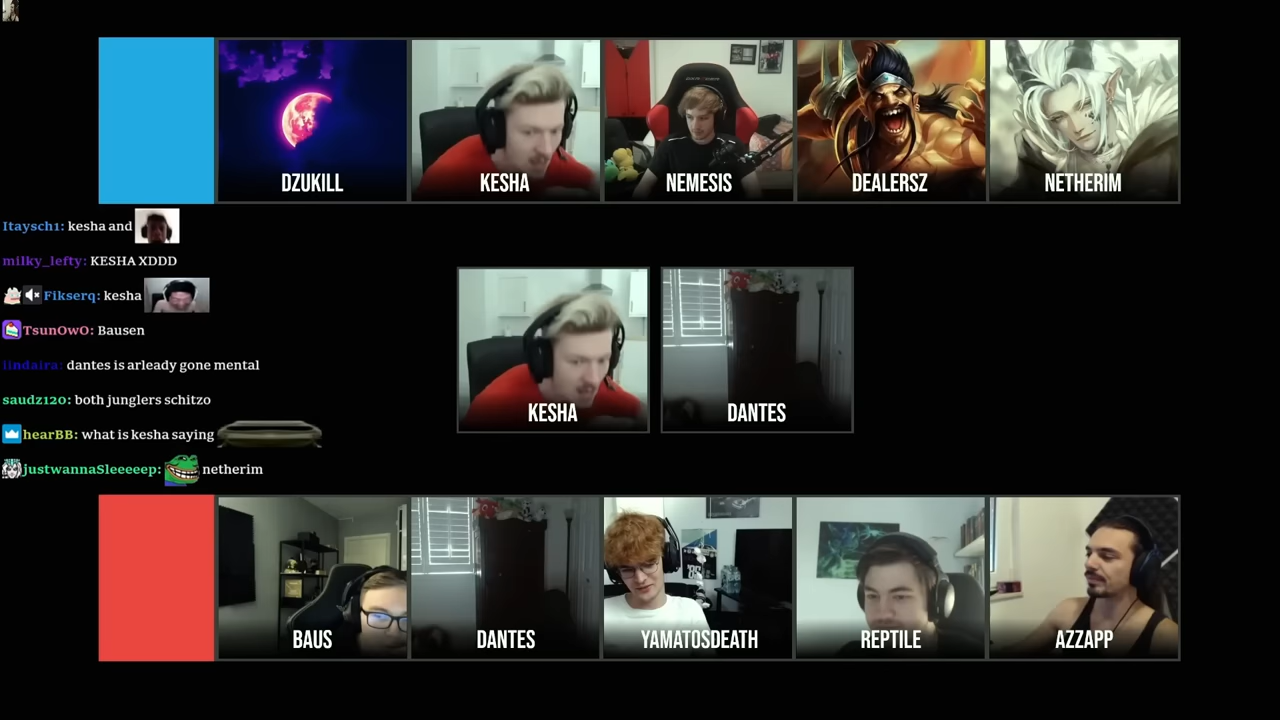 DZUKILL
KESHA
NEMESIS
DEALERSZ
NETHERIM
Itaysch1: kesha and
milky_lefty: KESHA XDDD
Fikserq: kesha
TsunOwO: Bausen
lindaira: dantes is arleady gone mental
saudz120: both junglers schitzo
hearBB: what is kesha saying
justwannaSleeeeep: netherim
KESHA
DANTES
BAUS
DANTES
YAMATOSDEATH
REPTILE
AZZAPP